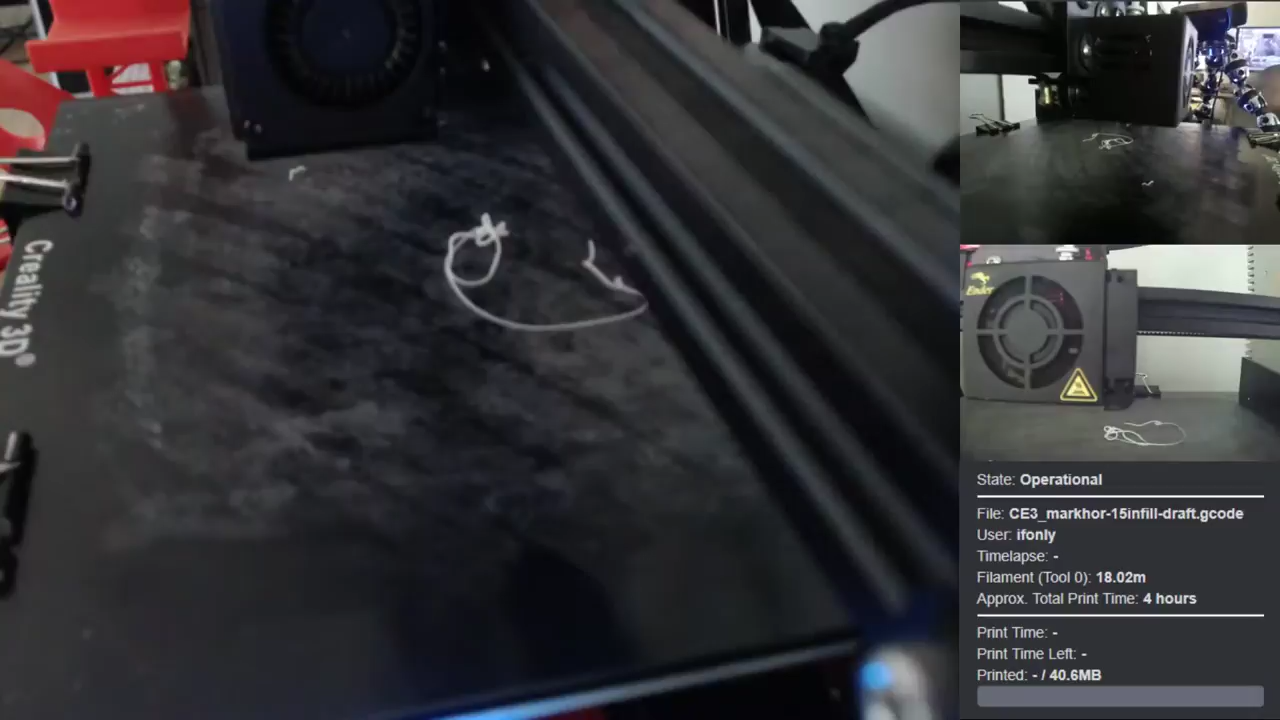 Creality 3D®
Ender
State: Operational
File: CE3_markhor-15infill-draft.gcode
User: ifonly
Timelapse: -
Filament (Tool 0): 18.02m
Approx. Total Print Time: 4 hours
Print Time: -
Print Time Left: -
Printed: - / 40.6MB